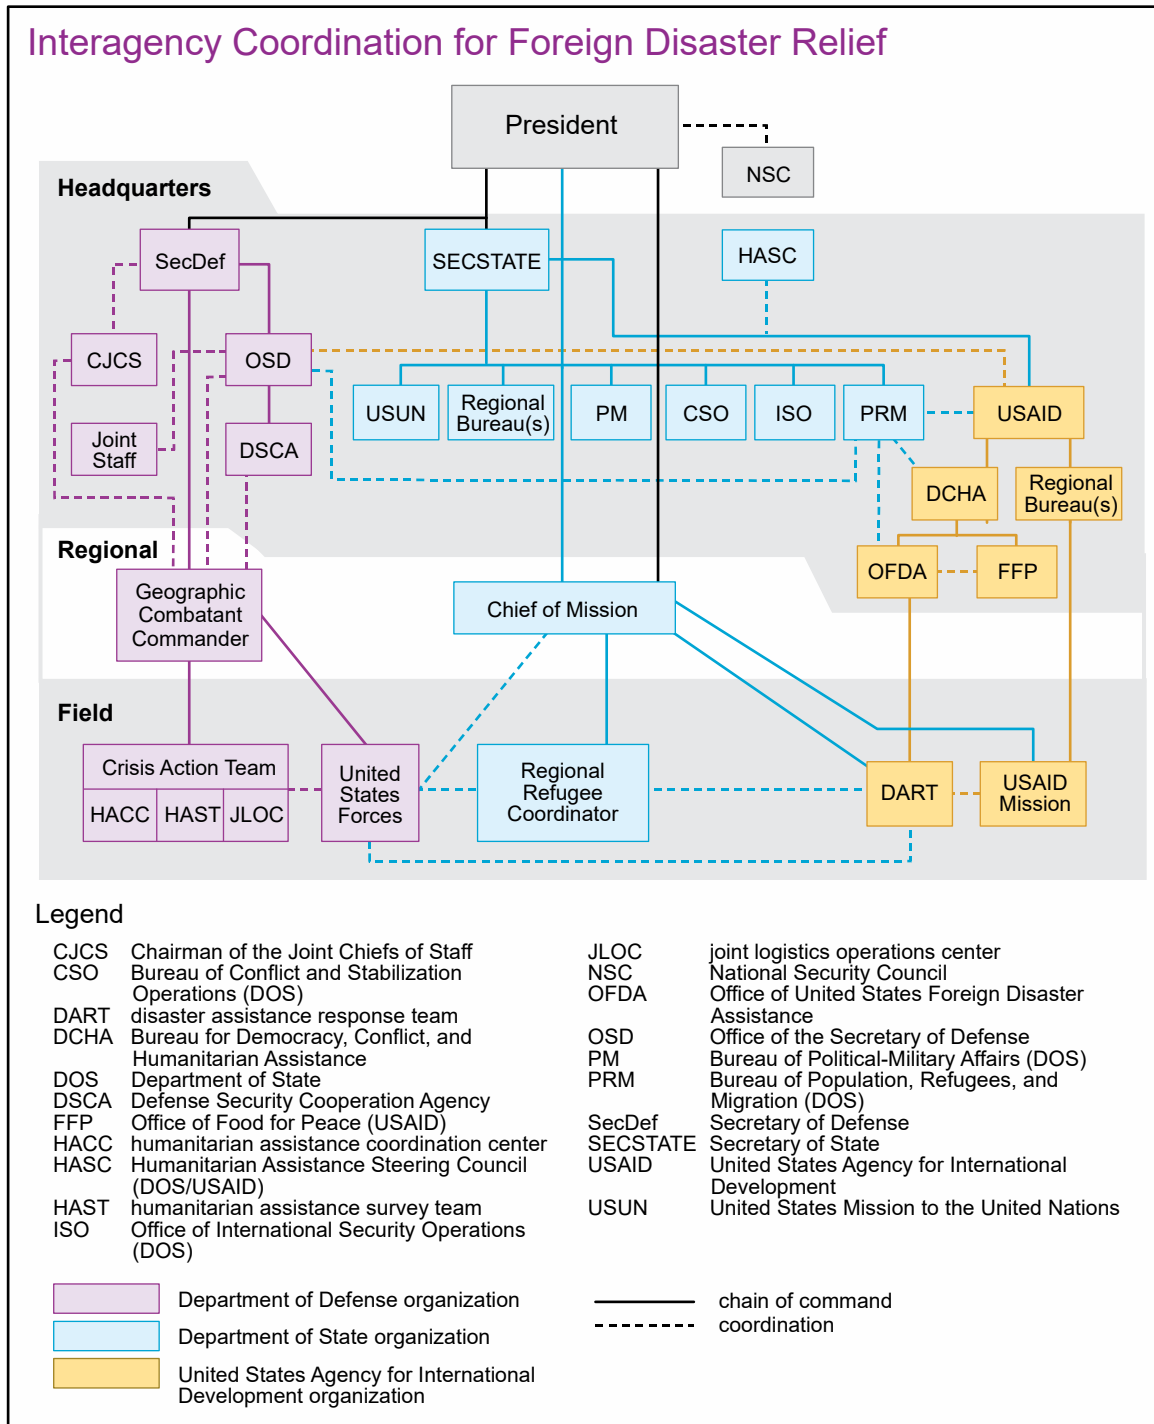 Interagency Coordination for Foreign Disaster Relief
President
NSC
Headquarters
SecDef
SECSTATE
HASC
CJCS
OSD
USUN
Regional
Bureau(s)
PM
CSO
ISO
PRM
USAID
Joint
Staff
DSCA
DCHA
Regional
Bureau(s)
Regional
OFDA
FFP
Geographic
Combatant
Commander
Chief of Mission
Field
Crisis Action Team
HACC
HAST
JLOC
United
States
Forces
Regional
Refugee
Coordinator
DART
USAID
Mission
Legend
CJCS Chairman of the Joint Chiefs of Staff
CSO Bureau of Conflict and Stabilization
Operations (DOS)
DART disaster assistance response team
DCHA Bureau for Democracy, Conflict, and
Humanitarian Assistance
DOS Department of State
DSCA Defense Security Cooperation Agency
FFP Office of Food for Peace (USAID)
HACC humanitarian assistance coordination center
HASC Humanitarian Assistance Steering Council
(DOS/USAID)
HAST humanitarian assistance survey team
ISO Office of International Security Operations
(DOS)
JLOC joint logistics operations center
NSC National Security Council
OFDA Office of United States Foreign Disaster
Assistance
OSD Office of the Secretary of Defense
PM Bureau of Political-Military Affairs (DOS)
PRM Bureau of Population, Refugees, and
Migration (DOS)
SecDef Secretary of Defense
SECSTATE Secretary of State
USAID United States Agency for International
Development
USUN United States Mission to the United Nations
Department of Defense organization
Department of State organization
United States Agency for International
Development organization
chain of command
coordination